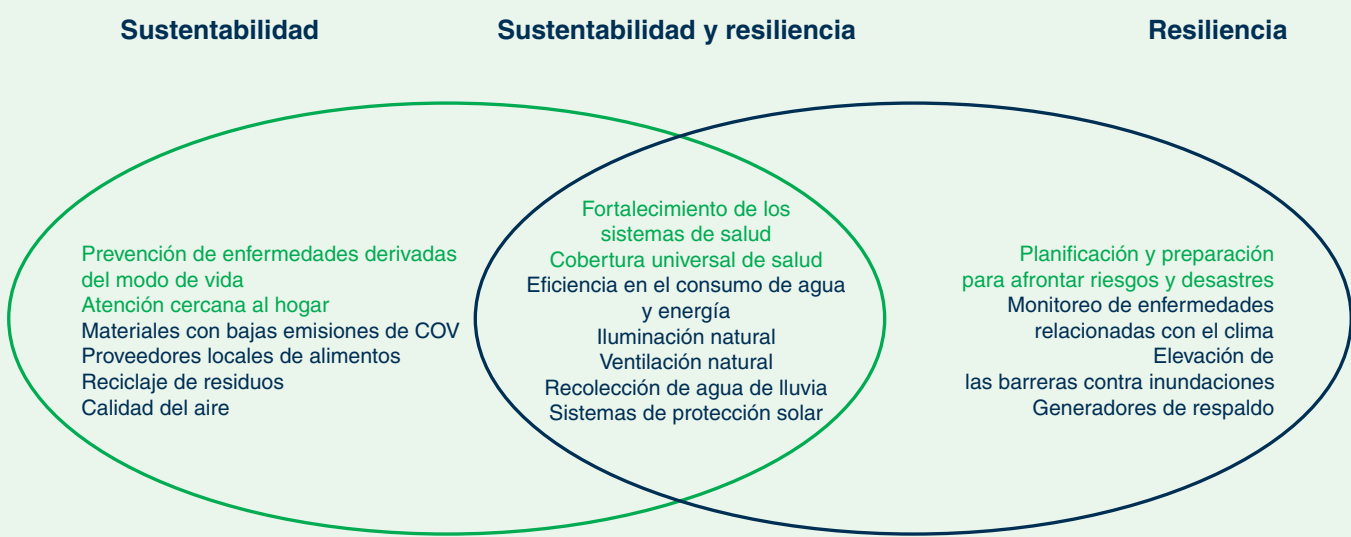 Sustentabilidad
Sustentabilidad y resiliencia
Resiliencia
Prevención de enfermedades derivadas
del modo de vida
Atención cercana al hogar
Materiales con bajas emisiones de COV
Proveedores locales de alimentos
Reciclaje de residuos
Calidad del aire
Fortalecimiento de los
sistemas de salud
Cobertura universal de salud
Eficiencia en el consumo de agua
y energía
Iluminación natural
Ventilación natural
Recolección de agua de lluvia
Sistemas de protección solar
Planificación y preparación
para afrontar riesgos y desastres
Monitoreo de enfermedades
relacionadas con el clima
Elevación de
las barreras contra inundaciones
Generadores de respaldo